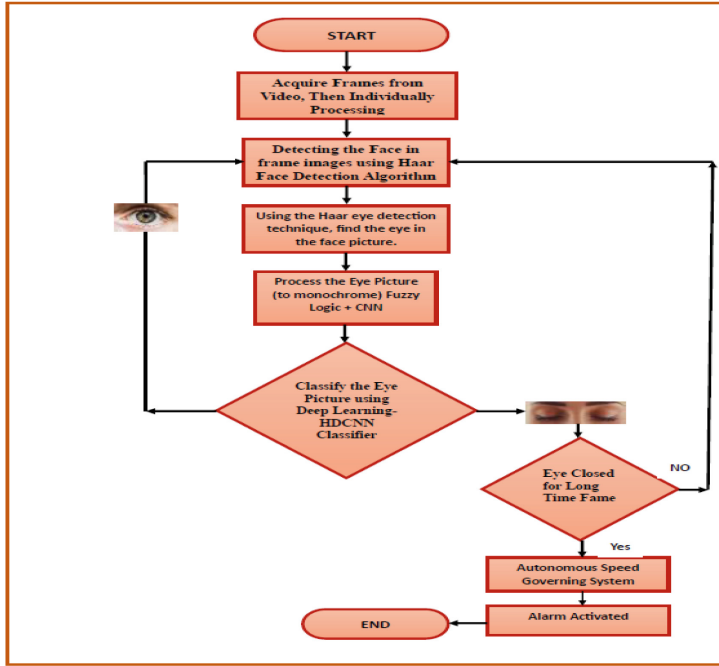 START
Acquire Frames from
Video, Then Individually
Processing
Detecting the Face in
frame images using Haar
Face Detection Algorithm
Using the Haar eye detection
technique, find the eye in
the face picture.
Process the Eye Picture
(to monochrome) Fuzzy
Logic + CNN
Classify the Eye
Picture using
Deep Learning-
HDCNN
Classifier
Eye Closed
for Long
Time Fame
NO
Yes
Autonomous Speed
Governing System
Alarm Activated
END